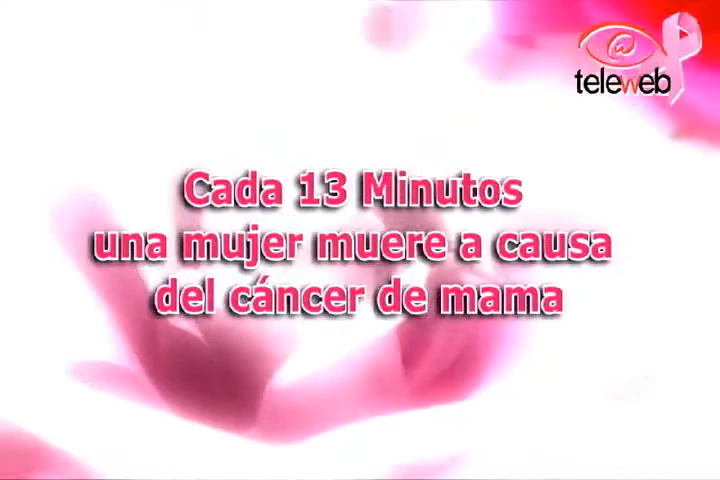 teleweb
Cada 13 Minutos
una mujer muere a causa
del cáncer de mama